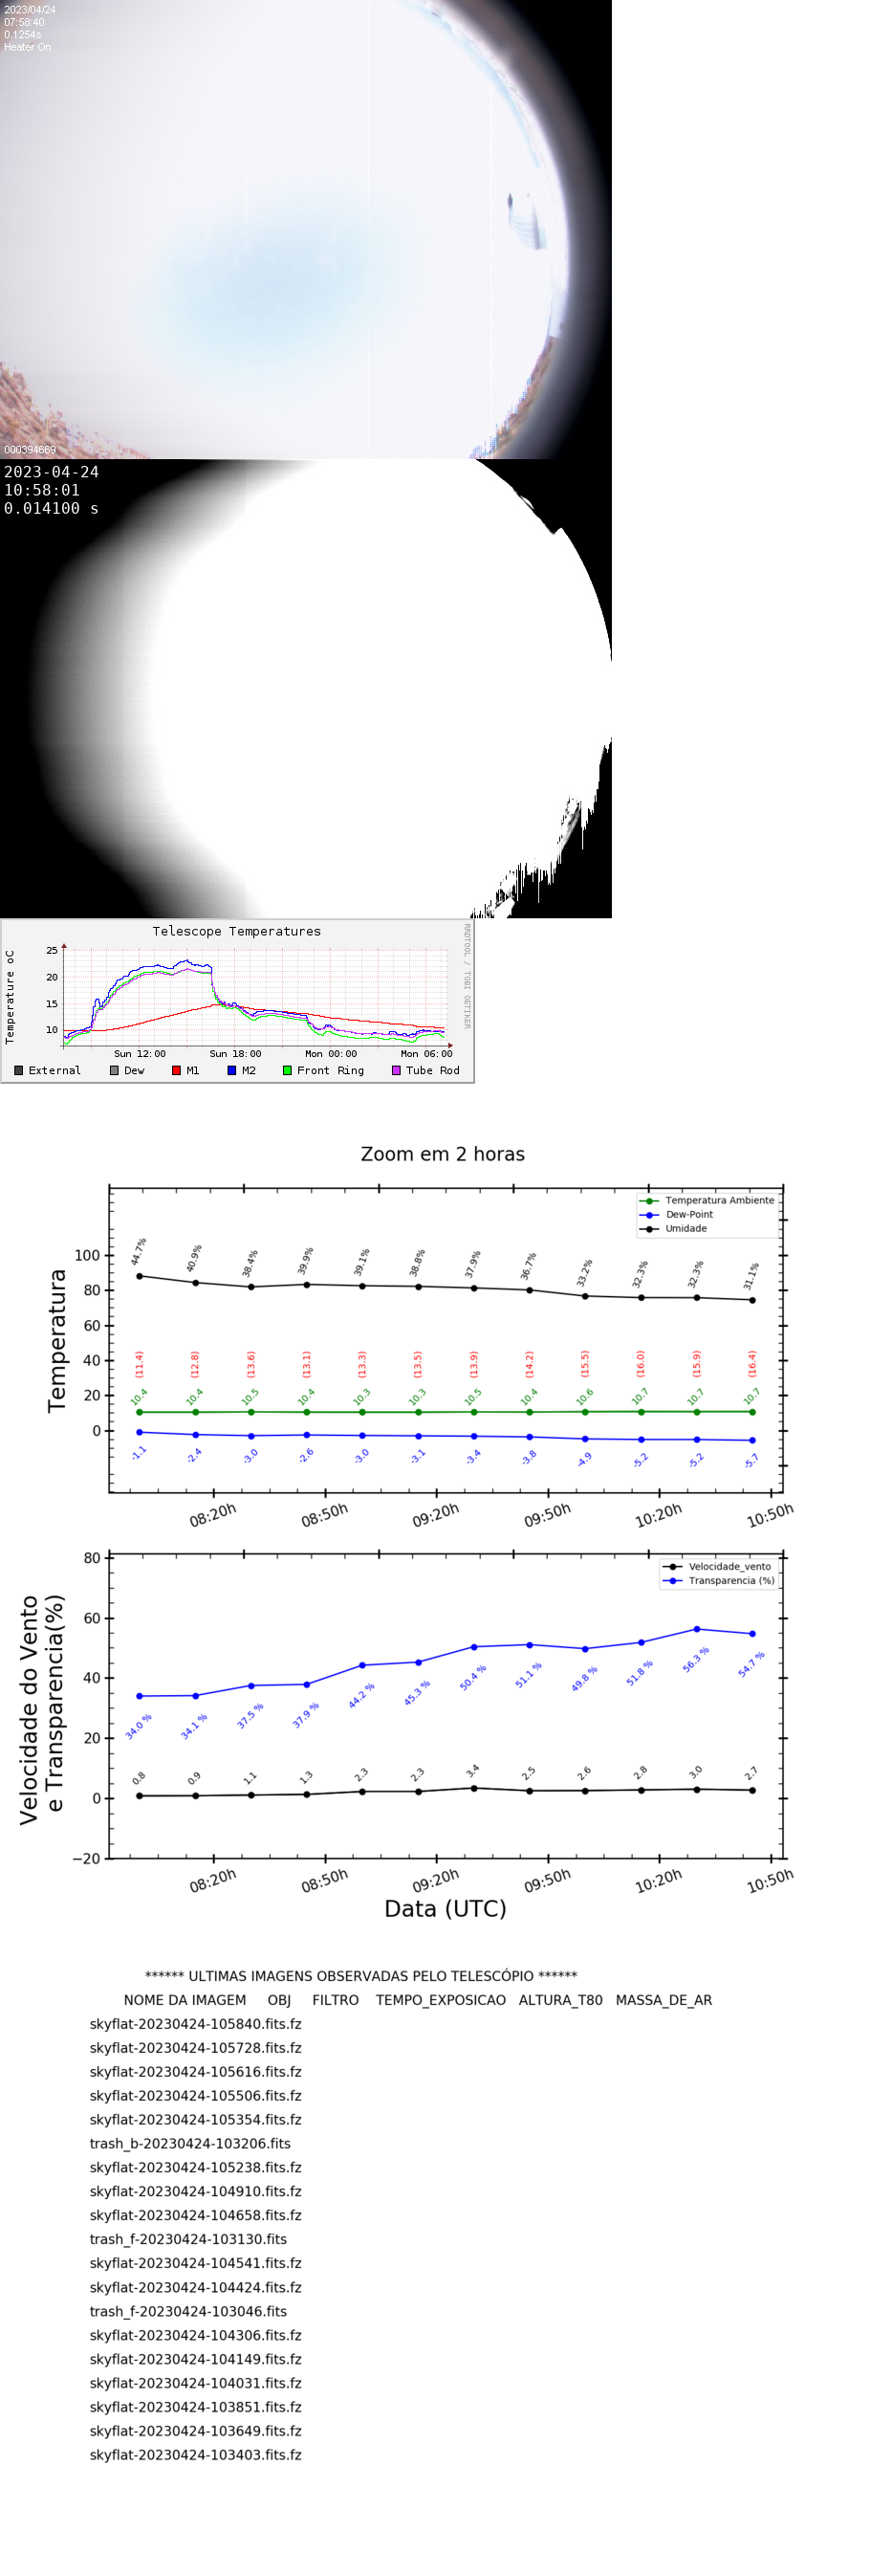 2023/04/24
07:58:40
0.1254s
Heater On
000394669
2023-04-24
10:58:01
0.014100 s
Telescope Temperatures
RRDTOOL / TOBI OETIKER
Temperature oC
25
20
15
10
Sun 12:00 Sun 18:00 Mon 00:00 Mon 06:00
External Dew M1 M2 Front Ring Tube Rod
Zoom em 2 horas
Temperatura Ambiente
Dew-Point
Umidade
Temperatura
100
80
60
40
20
0
44.7% 40.9% 38.4% 39.9% 39.1% 38.8% 37.9% 36.7% 33.2% 32.3% 32.3% 31.1%
(11.4) (12.8) (13.6) (13.1) (13.3) (13.5) (13.9) (14.2) (15.5) (16.0) (15.9) (16.4)
10.4 10.4 10.5 10.4 10.3 10.3 10.5 10.4 10.6 10.7 10.7 10.7
-1.1 -2.4 -3.0 -2.6 -3.0 -3.1 -3.4 -3.8 -4.9 -5.2 -5.2 -5.7
08:20h 08:50h 09:20h 09:50h 10:20h 10:50h
Velocidade_vento
Transparencia (%)
Velocidade do Vento
e Transparencia(%)
80
60
40
20
0
−20
34.0 % 34.1 % 37.5 % 37.9 % 44.2 % 45.3 % 50.4 % 51.1 % 49.8 % 51.8 % 56.3 % 54.7 %
0.8 0.9 1.1 1.3 2.3 2.3 3.4 2.5 2.6 2.8 3.0 2.7
08:20h 08:50h 09:20h 09:50h 10:20h 10:50h
Data (UTC)
****** ULTIMAS IMAGENS OBSERVADAS PELO TELESCÓPIO ******
NOME DA IMAGEM OBJ FILTRO TEMPO_EXPOSICAO ALTURA_T80 MASSA_DE_AR
skyflat-20230424-105840.fits.fz
skyflat-20230424-105728.fits.fz
skyflat-20230424-105616.fits.fz
skyflat-20230424-105506.fits.fz
skyflat-20230424-105354.fits.fz
trash_b-20230424-103206.fits
skyflat-20230424-105238.fits.fz
skyflat-20230424-104910.fits.fz
skyflat-20230424-104658.fits.fz
trash_f-20230424-103130.fits
skyflat-20230424-104541.fits.fz
skyflat-20230424-104424.fits.fz
trash_f-20230424-103046.fits
skyflat-20230424-104306.fits.fz
skyflat-20230424-104149.fits.fz
skyflat-20230424-104031.fits.fz
skyflat-20230424-103851.fits.fz
skyflat-20230424-103649.fits.fz
skyflat-20230424-103403.fits.fz